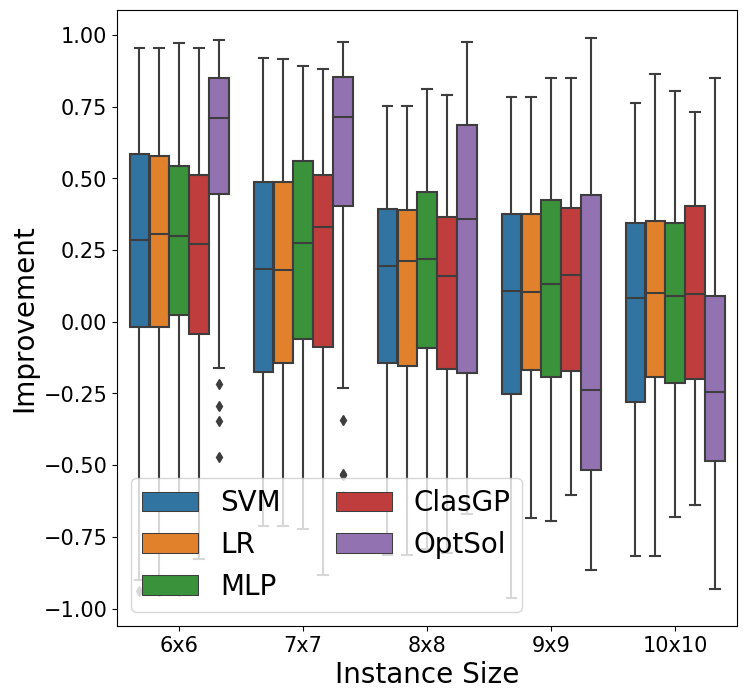 1.00
0.75
0.50
0.25
0.00
−0.25
−0.50
−0.75
−1.00
Improvement
SVM
LR
MLP
ClasGP
OptSol
6x6 7x7 8x8 9x9 10x10
Instance Size